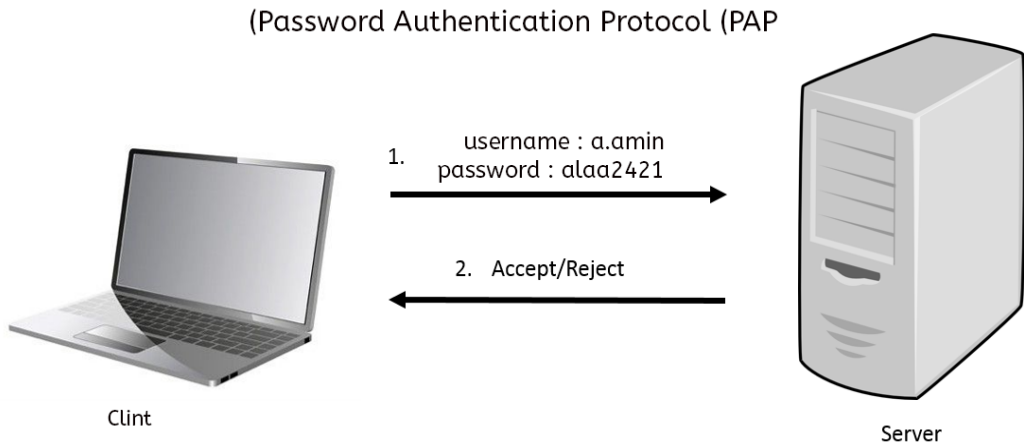 (Password Authentication Protocol (PAP
1. username : a.amin
password : alaa2421
2. Accept/Reject
Clint
Server